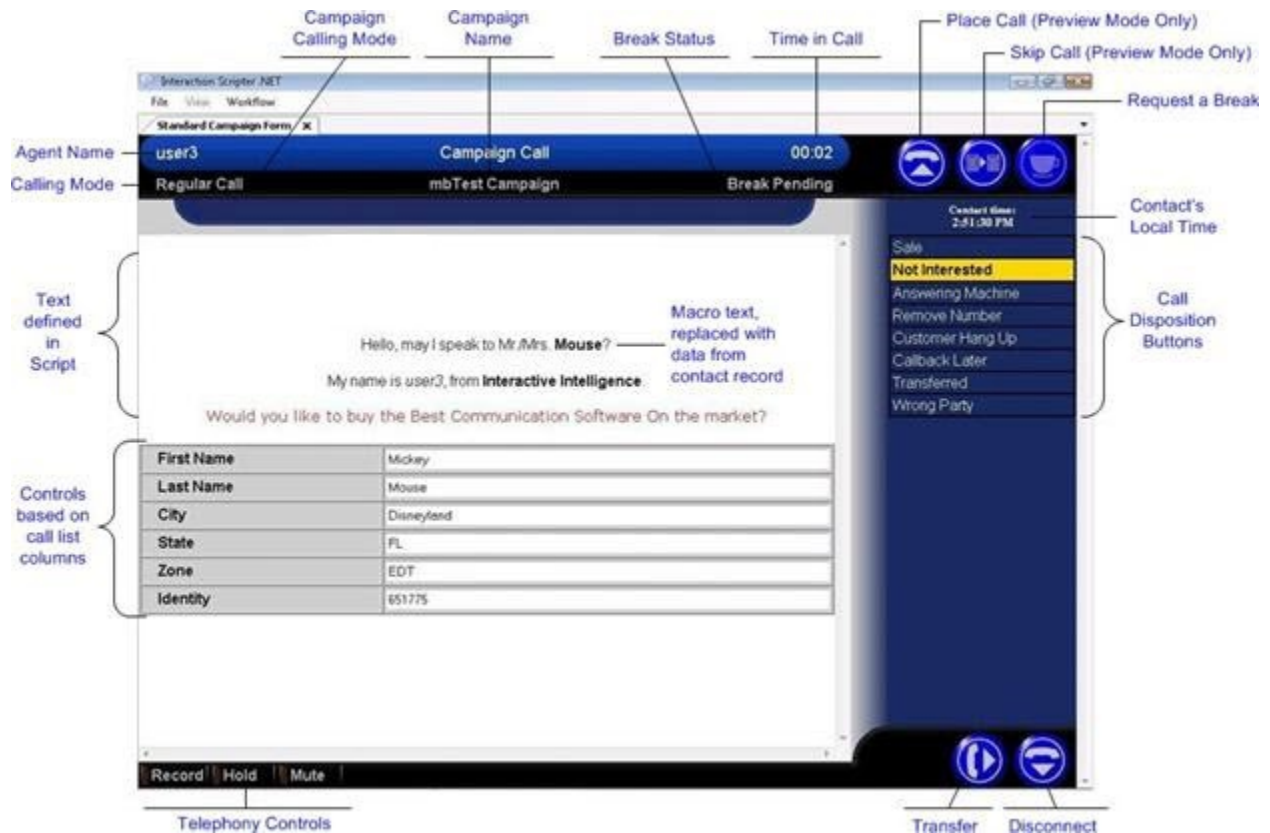 Campaign Calling Mode
Campaign Name
Break Status
Time in Call
Place Call (Preview Mode Only)
Skip Call (Preview Mode Only)
Request a Break
Interaction Scripter .NET
File View Workflow
Standard Campaign Form X
Agent Name
user3 Campaign Call 00:02
Calling Mode
Regular Call mbTest Campaign Break Pending
Contact time:
2:51:30 PM
Contact's
Local Time
Sale
Not Interested
Answering Machine
Remove Number
Customer Hang Up
Callback Later
Transferred
Wrong Party
Call
Disposition
Buttons
Text
defined
in
Script
Hello, may I speak to Mr./Mrs. Mouse?
My name is user3, from Interactive Intelligence.
Would you like to buy the Best Communication Software On the market?
Macro text,
replaced with
data from
contact record
Controls
based on
call list
columns
First Name Mickey
Last Name Mouse
City Disneyland
State FL
Zone EDT
Identity 651775
Record Hold Mute
Telephony Controls
Transfer
Disconnect